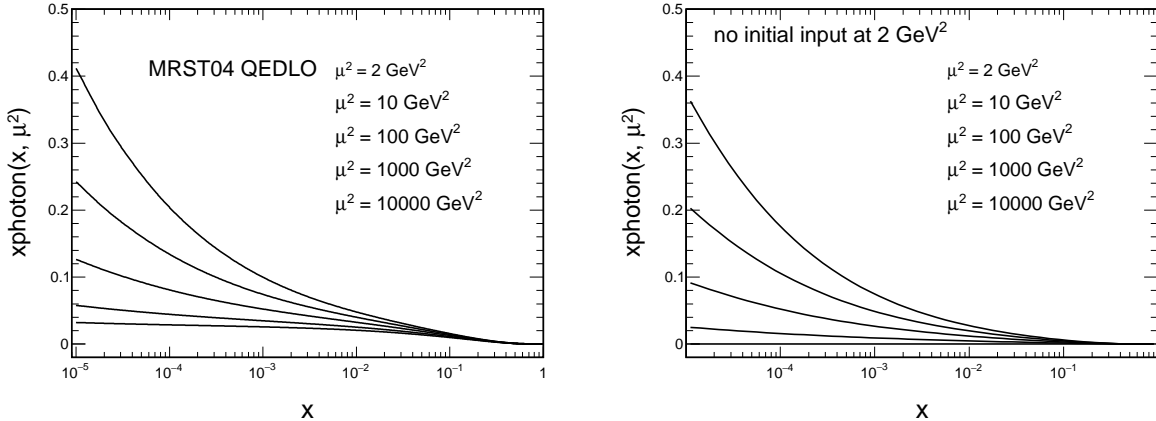 0.5
0.4
0.3
0.2
0.1
0
xphoton(x, μ²)
MRST04 QEDLO
μ² = 2 GeV²
μ² = 10 GeV²
μ² = 100 GeV²
μ² = 1000 GeV²
μ² = 10000 GeV²
10⁻⁵ 10⁻⁴ 10⁻³ 10⁻² 10⁻¹ 1
x
0.5
0.4
0.3
0.2
0.1
0
xphoton(x, μ²)
no initial input at 2 GeV²
μ² = 2 GeV²
μ² = 10 GeV²
μ² = 100 GeV²
μ² = 1000 GeV²
μ² = 10000 GeV²
10⁻⁴ 10⁻³ 10⁻² 10⁻¹
x